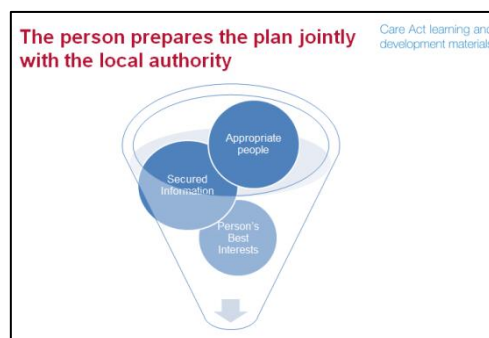 The person prepares the plan jointly
with the local authority
Care Act learning and
development materials
Appropriate
people
Secured
Information
Person's
Best
Interests